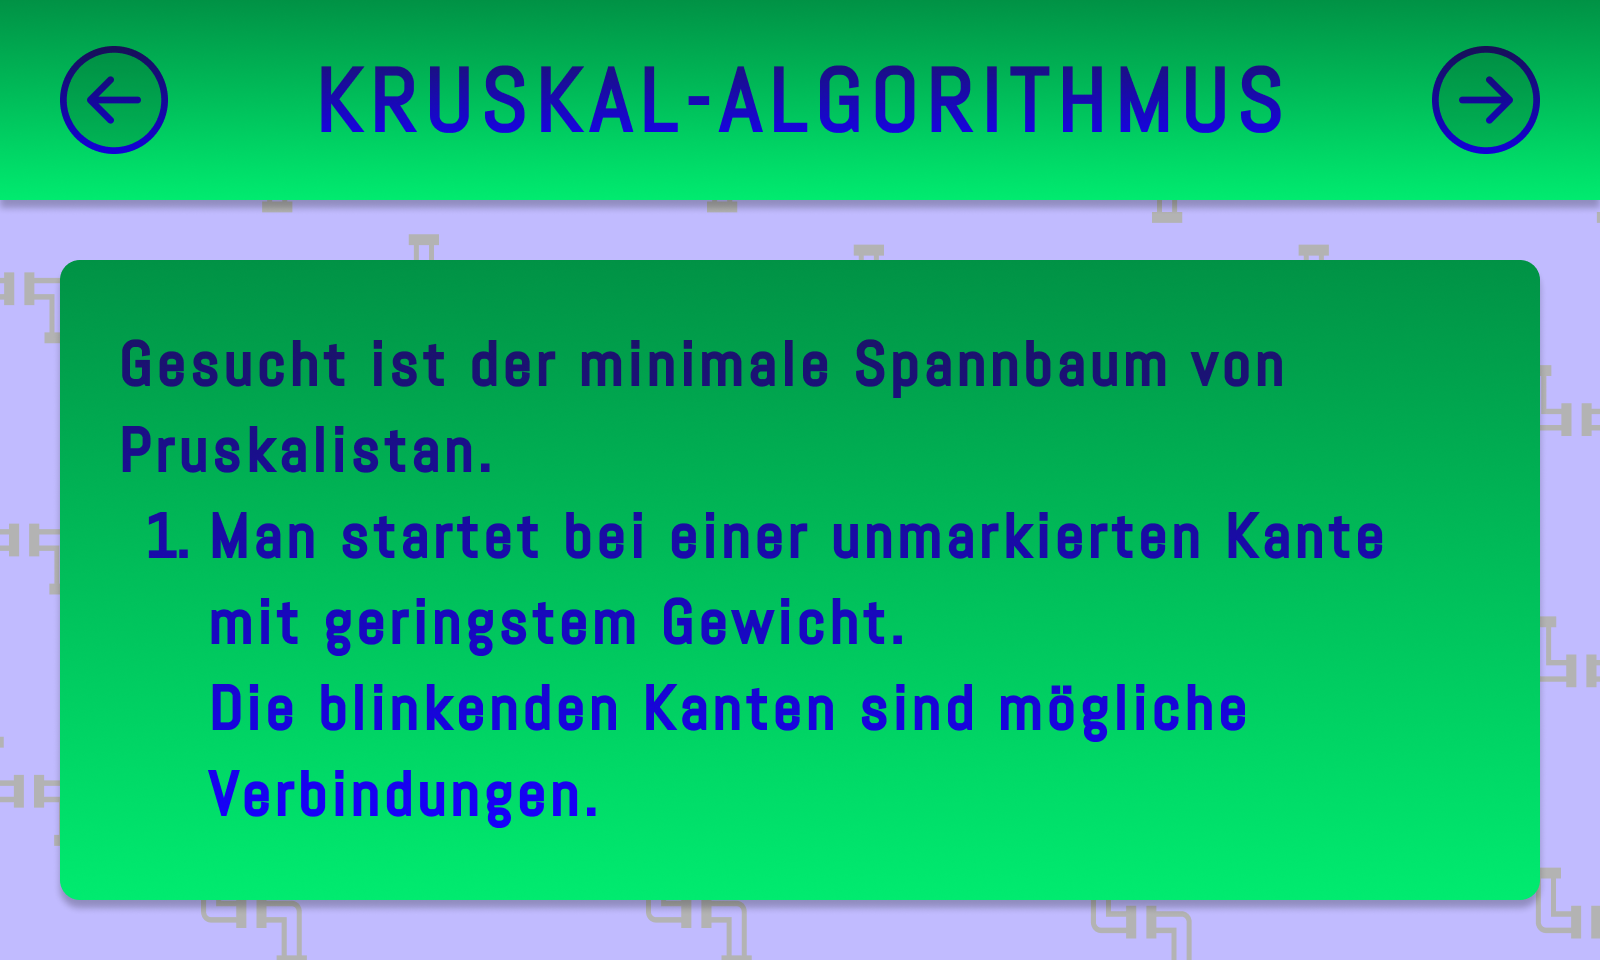 KRUSKAL-ALGORITHMUS
Gesucht ist der minimale Spannbaum von
Pruskalistan.
1. Man startet bei einer unmarkierten Kante
mit geringstem Gewicht.
Die blinkenden Kanten sind mögliche
Verbindungen.